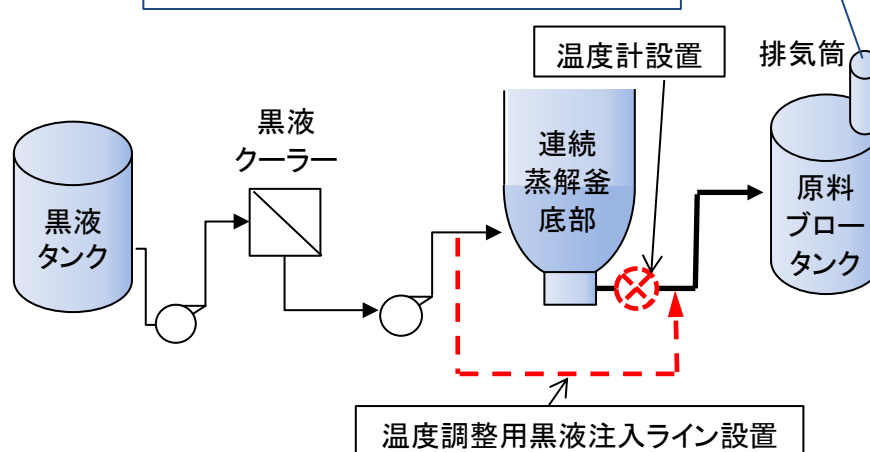 温度計設置
排気筒
黒液
クーラー
連続
蒸解釜
底部
黒液
タンク
原料
ブロー
タンク
温度調整用黒液注入ライン設置